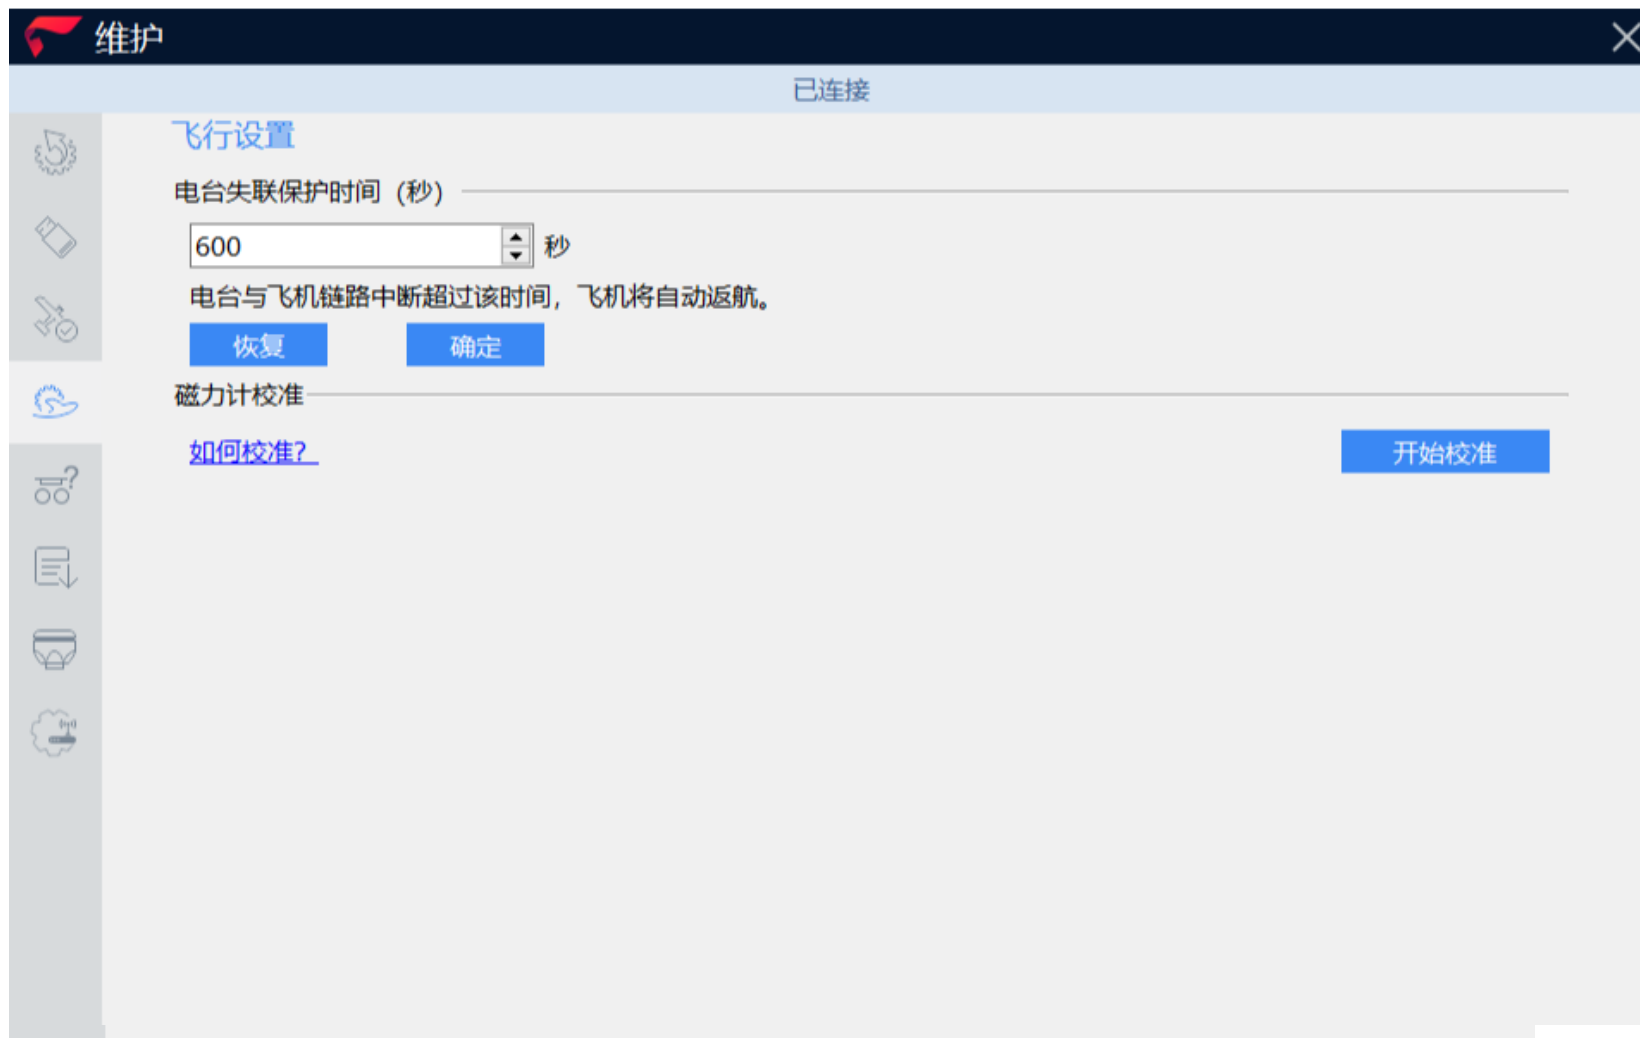 维护
已连接
飞行设置
电台失联保护时间（秒）
600 秒
电台与飞机链路中断超过该时间，飞机将自动返航。
恢复 确定
磁力计校准
如何校准? 开始校准